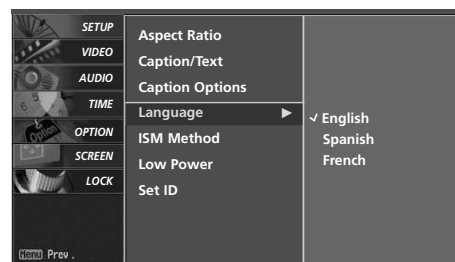 SETUP
VIDEO
AUDIO
TIME
OPTION
SCREEN
LOCK
Menu Prev.
Aspect Ratio
Caption/Text
Caption Options
Language ▶
ISM Method
Low Power
Set ID
✓ English
Spanish
French